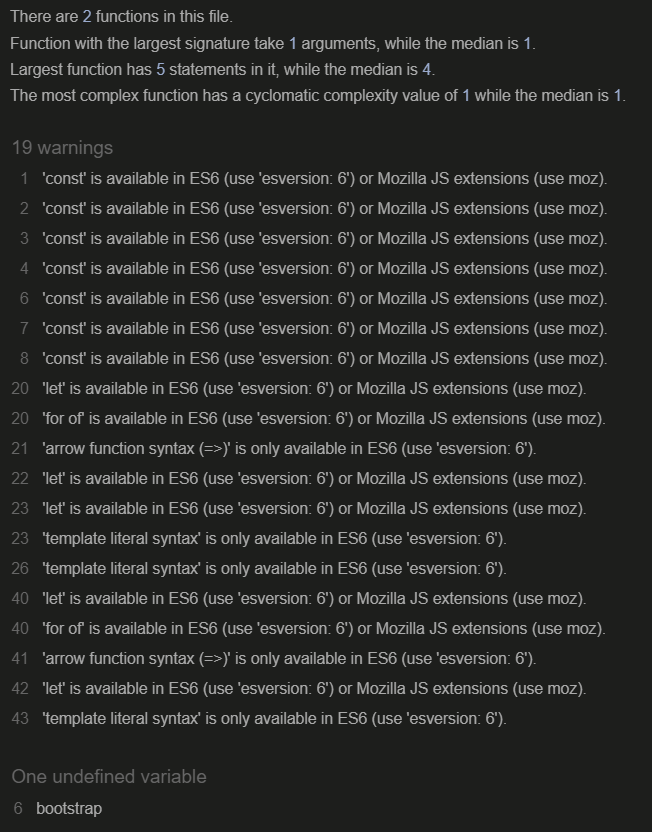 There are 2 functions in this file.
Function with the largest signature take 1 arguments, while the median is 1.
Largest function has 5 statements in it, while the median is 4.
The most complex function has a cyclomatic complexity value of 1 while the median is 1.
19 warnings
1 'const' is available in ES6 (use 'esversion: 6') or Mozilla JS extensions (use moz).
2 'const' is available in ES6 (use 'esversion: 6') or Mozilla JS extensions (use moz).
3 'const' is available in ES6 (use 'esversion: 6') or Mozilla JS extensions (use moz).
4 'const' is available in ES6 (use 'esversion: 6') or Mozilla JS extensions (use moz).
6 'const' is available in ES6 (use 'esversion: 6') or Mozilla JS extensions (use moz).
7 'const' is available in ES6 (use 'esversion: 6') or Mozilla JS extensions (use moz).
8 'const' is available in ES6 (use 'esversion: 6') or Mozilla JS extensions (use moz).
20 'let' is available in ES6 (use 'esversion: 6') or Mozilla JS extensions (use moz).
20 'for of' is available in ES6 (use 'esversion: 6') or Mozilla JS extensions (use moz).
21 'arrow function syntax (=>)' is only available in ES6 (use 'esversion: 6').
22 'let' is available in ES6 (use 'esversion: 6') or Mozilla JS extensions (use moz).
23 'let' is available in ES6 (use 'esversion: 6') or Mozilla JS extensions (use moz).
23 'template literal syntax' is only available in ES6 (use 'esversion: 6').
26 'template literal syntax' is only available in ES6 (use 'esversion: 6').
40 'let' is available in ES6 (use 'esversion: 6') or Mozilla JS extensions (use moz).
40 'for of' is available in ES6 (use 'esversion: 6') or Mozilla JS extensions (use moz).
41 'arrow function syntax (=>)' is only available in ES6 (use 'esversion: 6').
42 'let' is available in ES6 (use 'esversion: 6') or Mozilla JS extensions (use moz).
43 'template literal syntax' is only available in ES6 (use 'esversion: 6').
One undefined variable
6 bootstrap